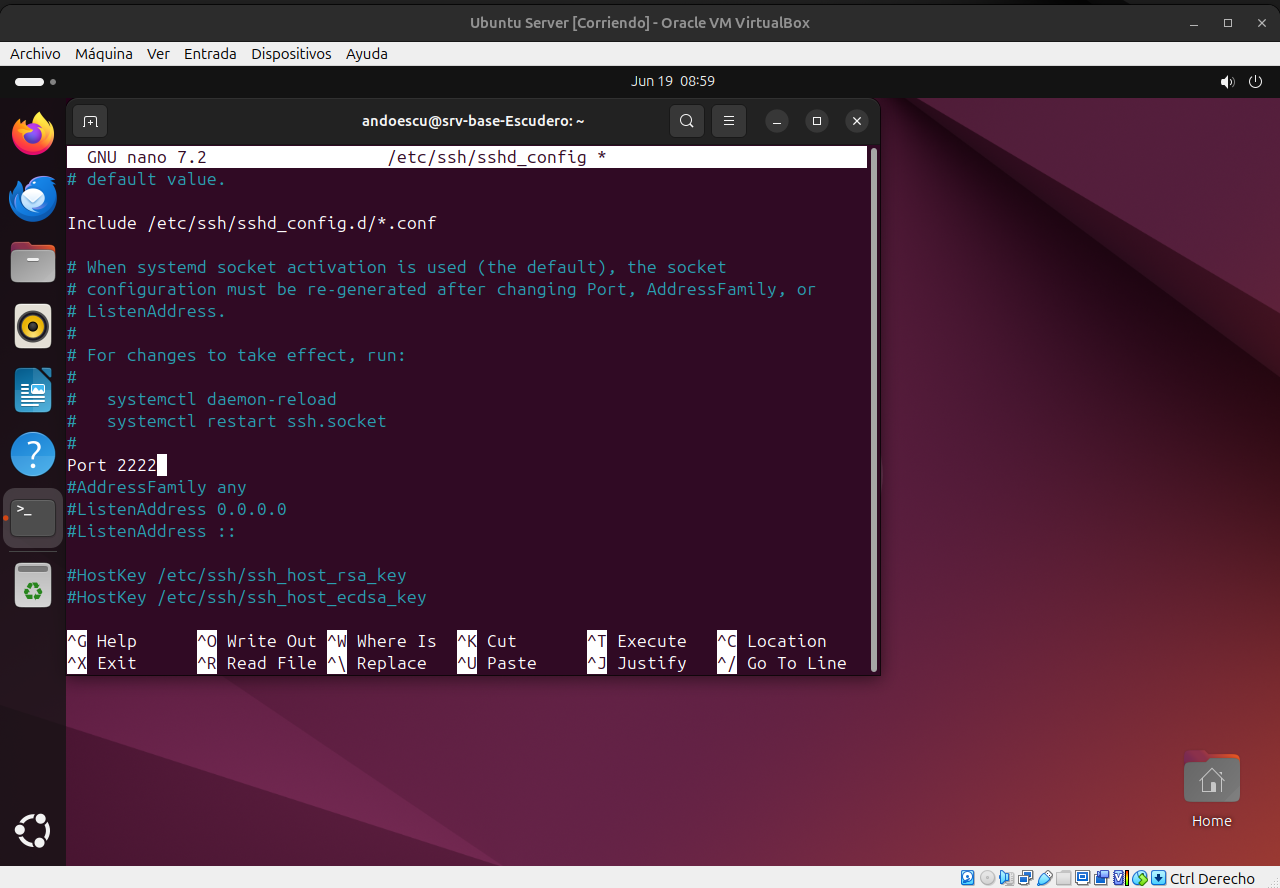 Ubuntu Server [Corriendo] - Oracle VM VirtualBox
Archivo Máquina Ver Entrada Dispositivos Ayuda
Jun 19 08:59
andoescu@srv-base-Escudero: ~
GNU nano 7.2 /etc/ssh/sshd_config *
# default value.
Include /etc/ssh/sshd_config.d/*.conf
# When systemd socket activation is used (the default), the socket
# configuration must be re-generated after changing Port, AddressFamily, or
# ListenAddress.
#
# For changes to take effect, run:
#
#   systemctl daemon-reload
#   systemctl restart ssh.socket
#
Port 2222
#AddressFamily any
#ListenAddress 0.0.0.0
#ListenAddress ::
#HostKey /etc/ssh/ssh_host_rsa_key
#HostKey /etc/ssh/ssh_host_ecdsa_key
^G Help ^O Write Out ^W Where Is ^K Cut ^T Execute ^C Location
^X Exit ^R Read File ^\ Replace ^U Paste ^J Justify ^/ Go To Line
Home
Ctrl Derecho